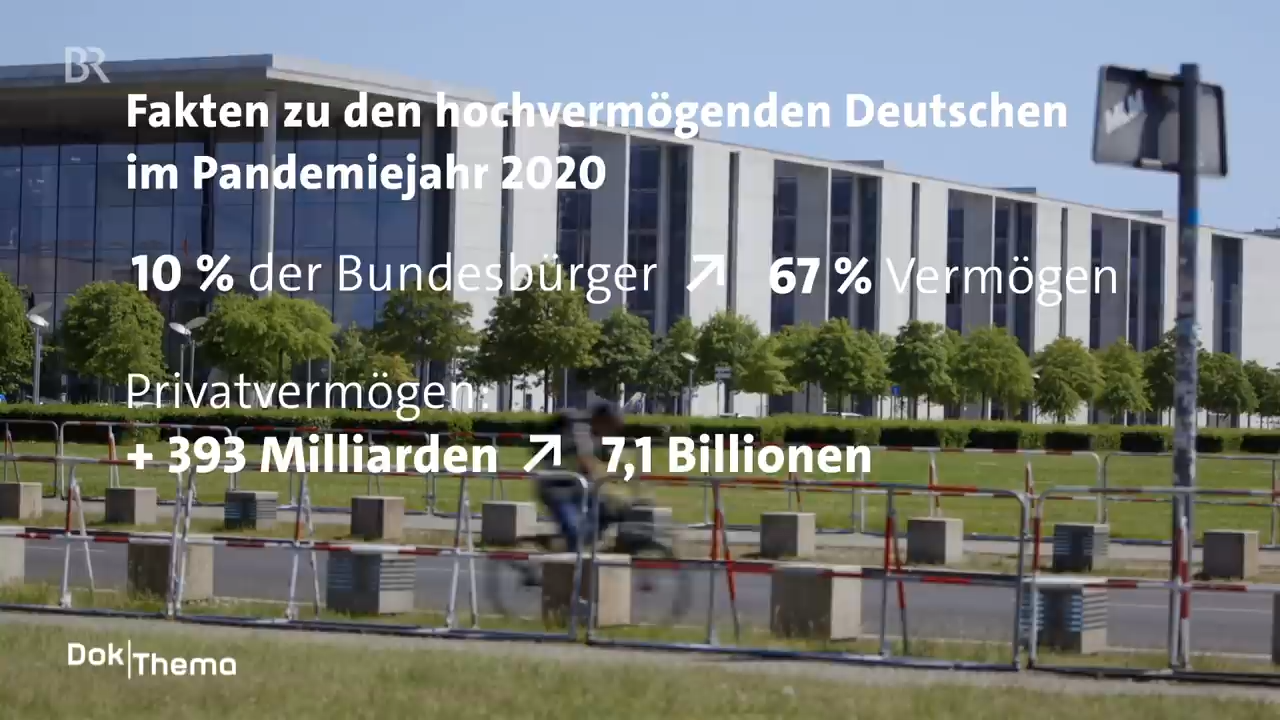 BR
Fakten zu den hochvermögenden Deutschen
im Pandemiejahr 2020
10 % der Bundesbürger ↗ 67 % Vermögen
Privatvermögen:
+ 393 Milliarden ↗ 7,1 Billionen
Dok|Thema